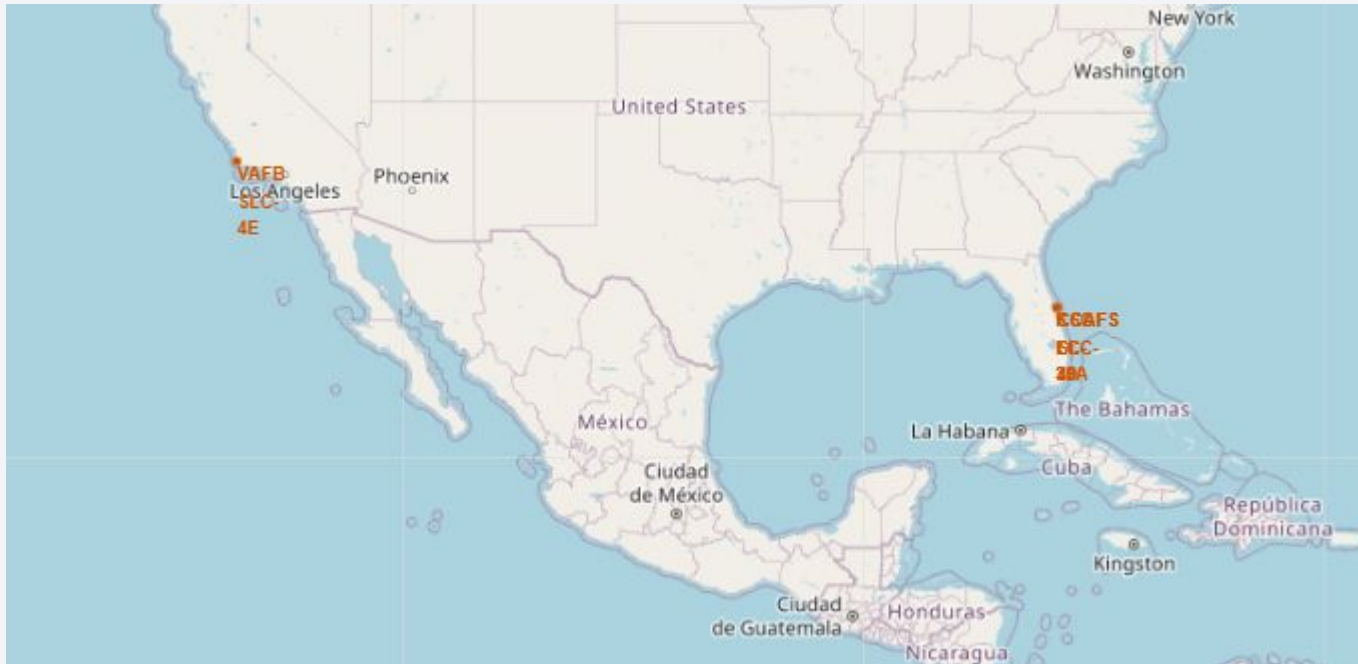 New York
Washington
United States
VAFB
SLC-
4E
Los Angeles
Phoenix
The Bahamas
La Habana
Cuba
México
Ciudad
de México
República
Dominicana
Kingston
Ciudad
de Guatemala
Honduras
Nicaragua